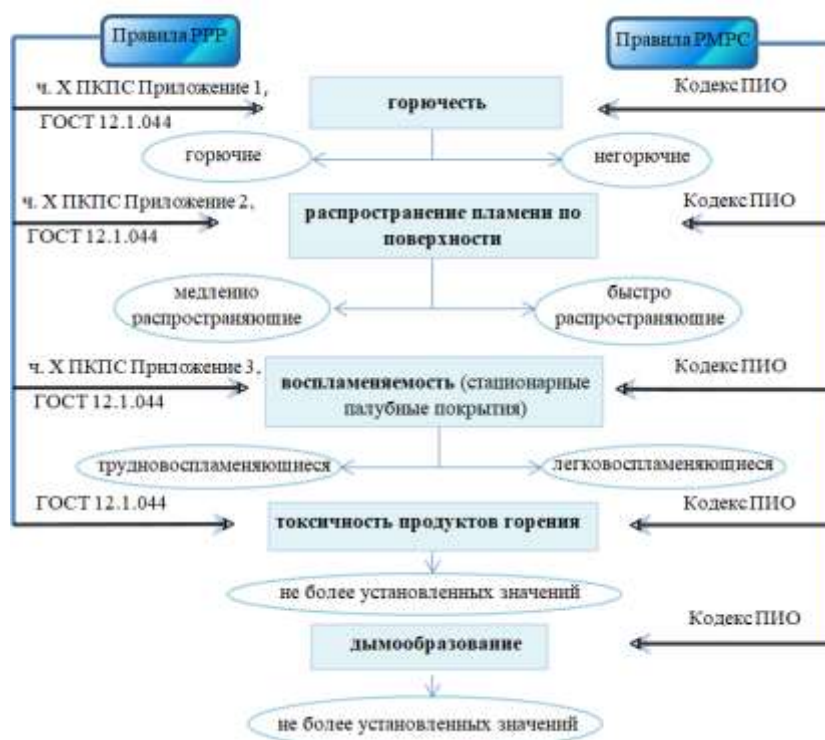 Правила РРР
Правила РМРС
ч. X ПКПС Приложение 1,
ГОСТ 12.1.044
горючесть
Кодекс ПИО
горючие
негорючие
ч. X ПКПС Приложение 2,
ГОСТ 12.1.044
распространение пламени по
поверхности
Кодекс ПИО
медленно
распространяющие
быстро
распространяющие
ч. X ПКПС Приложение 3,
ГОСТ 12.1.044
воспламеняемость (стационарные
палубные покрытия)
Кодекс ПИО
трудновоспламеняющиеся
легковоспламеняющиеся
ГОСТ 12.1.044
токсичность продуктов горения
Кодекс ПИО
не более установленных значений
дымообразование
Кодекс ПИО
не более установленных значений